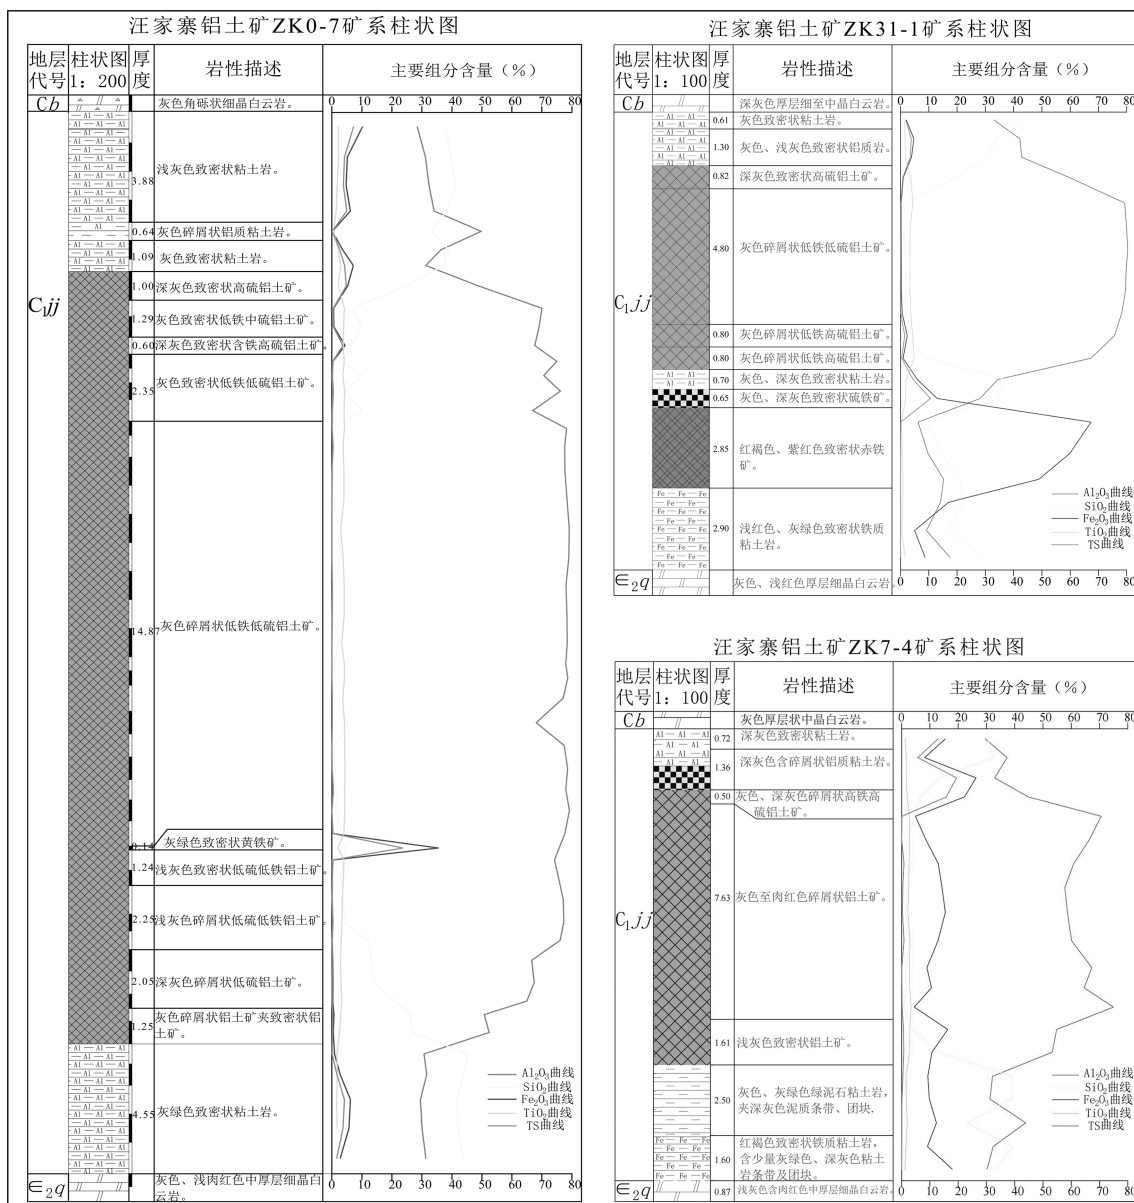 汪家寨铝土矿ZK0-7矿系柱状图
地层代号
柱状图
1：200
厚度
岩性描述
主要组分含量（%）
0 10 20 30 40 50 60 70 80
Cb
灰色角砾状细晶白云岩。
C₁jj
3.88
浅灰色致密状粘土岩。
0.64
灰色碎屑状铝质粘土岩。
1.09
灰色致密状粘土岩。
1.00
深灰色致密状高硫铝土矿。
1.29
灰色致密状低铁中硫铝土矿。
0.60
深灰色致密状含铁高硫铝土矿。
2.35
灰色致密状低铁低硫铝土矿。
14.87
灰色碎屑状低铁低硫铝土矿。
0.14
灰绿色致密状黄铁矿。
1.24
浅灰色致密状低硫低铁铝土矿。
2.25
浅灰色碎屑状低硫低铁铝土矿。
2.05
深灰色碎屑状低硫铝土矿。
1.25
灰色碎屑状铝土矿夹致密状铝
土矿。
4.55
灰绿色致密状粘土岩。
Al₂O₃曲线
SiO₂曲线
Fe₂O₃曲线
TiO₂曲线
TS曲线
∈₂q
灰色、浅肉红色中厚层细晶白
云岩。
0 10 20 30 40 50 60 70 80
汪家寨铝土矿ZK31-1矿系柱状图
地层代号
柱状图
1：100
厚度
岩性描述
主要组分含量（%）
0 10 20 30 40 50 60 70 80
Cb
深灰色厚层细至中晶白云岩。
C₁jj
0.61
灰色致密状粘土岩。
1.30
灰色、浅灰色致密状铝质岩。
0.82
深灰色致密状高硫铝土矿。
4.80
灰色碎屑状低铁低硫铝土矿。
0.80
灰色碎屑状低铁高硫铝土矿。
0.80
灰色碎屑状低铁高硫铝土矿。
0.70
灰色、深灰色致密状粘土岩。
0.65
灰色、深灰色致密状硫铁矿。
2.85
红褐色、紫红色致密状赤铁
矿。
2.90
浅红色、灰绿色致密状铁质
粘土岩。
Al₂O₃曲线
SiO₂曲线
Fe₂O₃曲线
TiO₂曲线
TS曲线
∈₂q
灰色、浅红色厚层细晶白云岩。
0 10 20 30 40 50 60 70 80
汪家寨铝土矿ZK7-4矿系柱状图
地层代号
柱状图
1：100
厚度
岩性描述
主要组分含量（%）
0 10 20 30 40 50 60 70 80
Cb
灰色厚层状中晶白云岩。
C₁jj
0.72
深灰色致密状粘土岩。
1.36
深灰色含碎屑状铝质粘土岩。
0.50
灰色、深灰色碎屑状高铁高
硫铝土矿。
7.63
灰色至肉红色碎屑状铝土矿。
1.61
浅灰色致密状铝土矿。
2.50
灰色、灰绿色绿泥石粘土岩，
夹深灰色泥质条带、团块.
1.60
红褐色致密状铁质粘土岩，
含少量灰绿色、深灰色粘土
岩条带及团块。
Al₂O₃曲线
SiO₂曲线
Fe₂O₃曲线
TiO₂曲线
TS曲线
∈₂q
0.87
浅灰色含肉红色中厚层细晶白云岩。
0 10 20 30 40 50 60 70 80